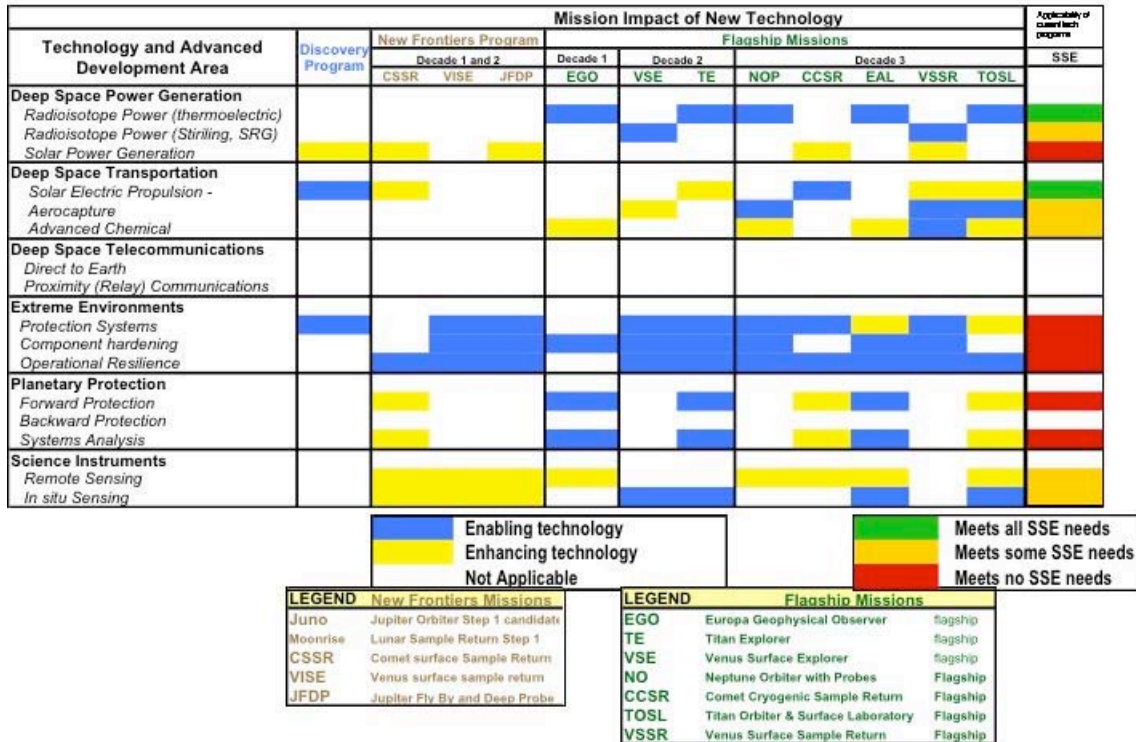 Mission Impact of New Technology
Applicability of current tech programs
Technology and Advanced Development Area
Discovery Program
New Frontiers Program
Flagship Missions
SSE
Decade 1 and 2
Decade 1
Decade 2
Decade 3
CSSR VISE JFDP EGO VSE TE NOP CCSR EAL VSSR TOSL
Deep Space Power Generation
Radioisotope Power (thermoelectric)
Radioisotope Power (Stiriling, SRG)
Solar Power Generation
Deep Space Transportation
Solar Electric Propulsion -
Aerocapture
Advanced Chemical
Deep Space Telecommunications
Direct to Earth
Proximity (Relay) Communications
Extreme Environments
Protection Systems
Component hardening
Operational Resilience
Planetary Protection
Forward Protection
Backward Protection
Systems Analysis
Science Instruments
Remote Sensing
In situ Sensing
Enabling technology
Enhancing technology
Not Applicable
Meets all SSE needs
Meets some SSE needs
Meets no SSE needs
LEGEND New Frontiers Missions
Juno Jupiter Orbiter Step 1 candidate
Moonrise Lunar Sample Return Step 1
CSSR Comet surface Sample Return
VISE Venus surface sample return
JFDP Jupiter Fly By and Deep Probe
LEGEND Flagship Missions
EGO Europa Geophysical Observer flagship
TE Titan Explorer flagship
VSE Venus Surface Explorer flagship
NO Neptune Orbiter with Probes Flagship
CCSR Comet Cryogenic Sample Return Flagship
TOSL Titan Orbiter & Surface Laboratory Flagship
VSSR Venus Surface Sample Return Flagship